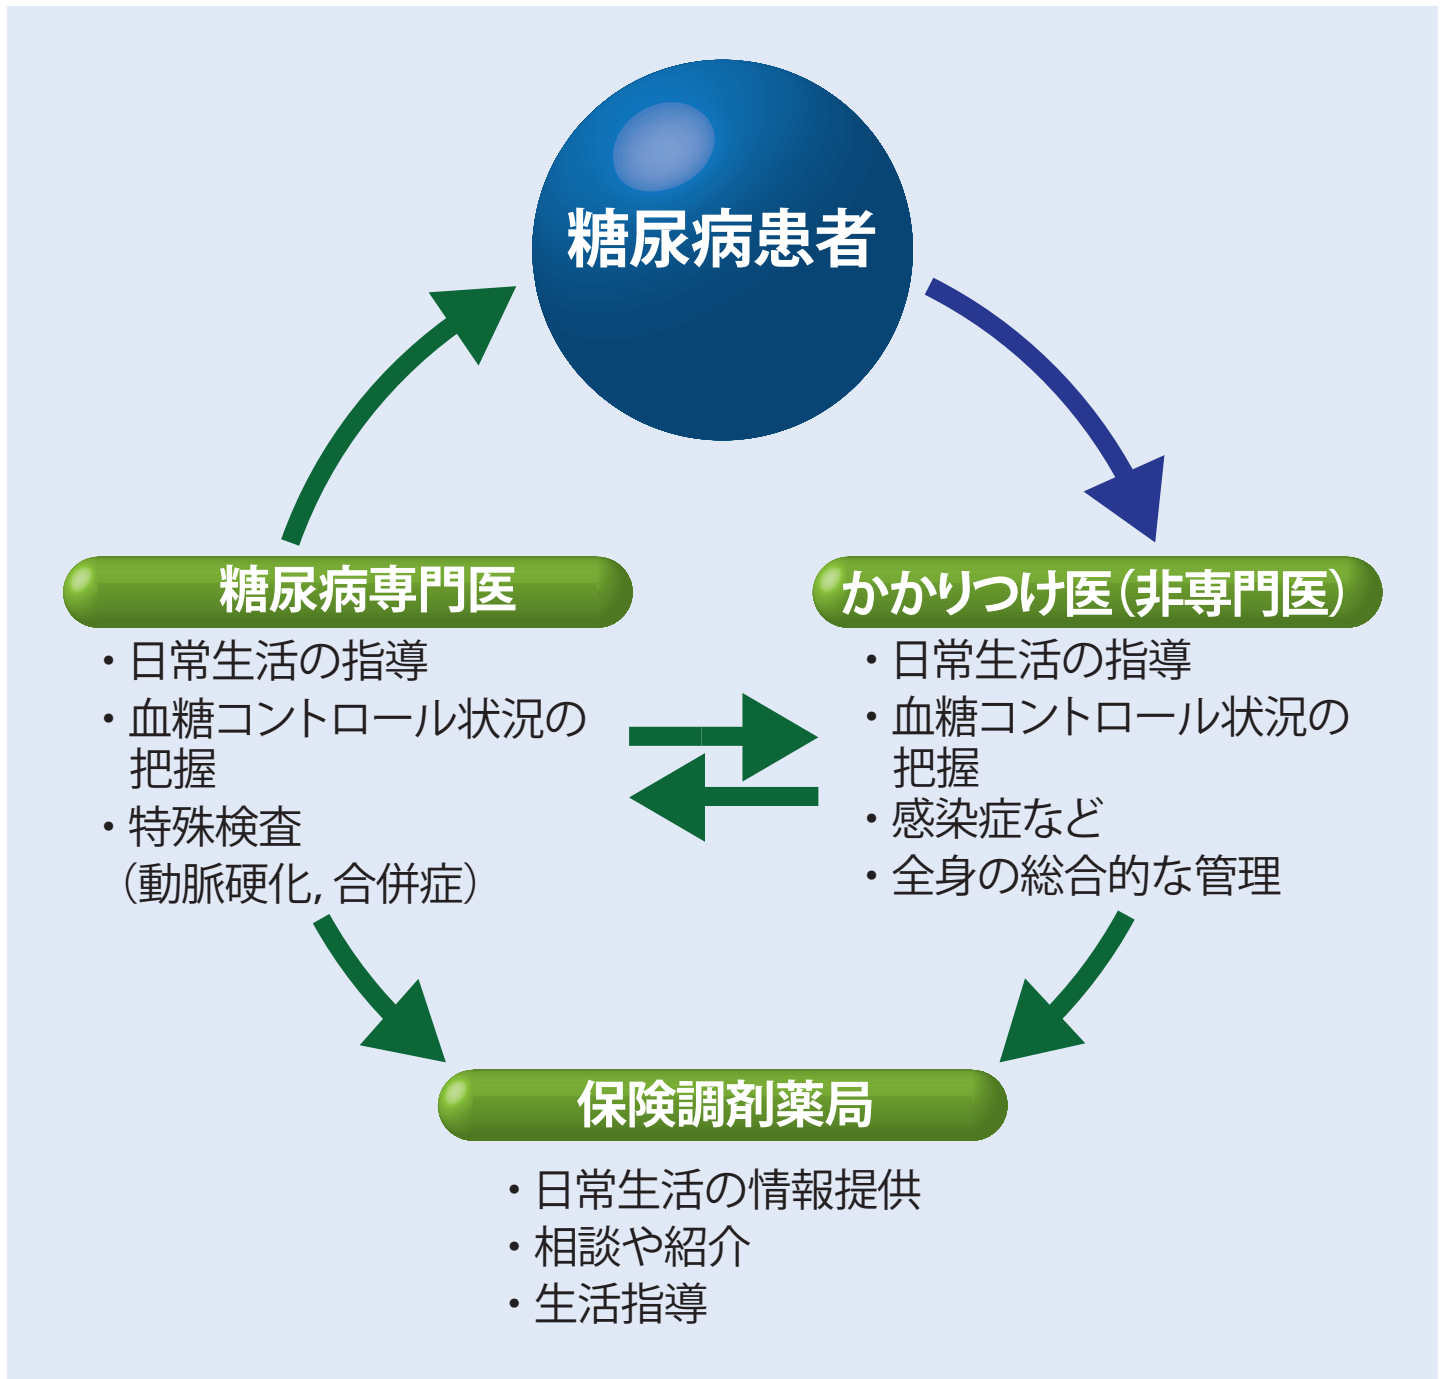 糖尿病患者
糖尿病専門医
・日常生活の指導
・血糖コントロール状況の
把握
・特殊検査
（動脈硬化, 合併症）
かかりつけ医（非専門医）
・日常生活の指導
・血糖コントロール状況の
把握
・感染症など
・全身の総合的な管理
保険調剤薬局
・日常生活の情報提供
・相談や紹介
・生活指導